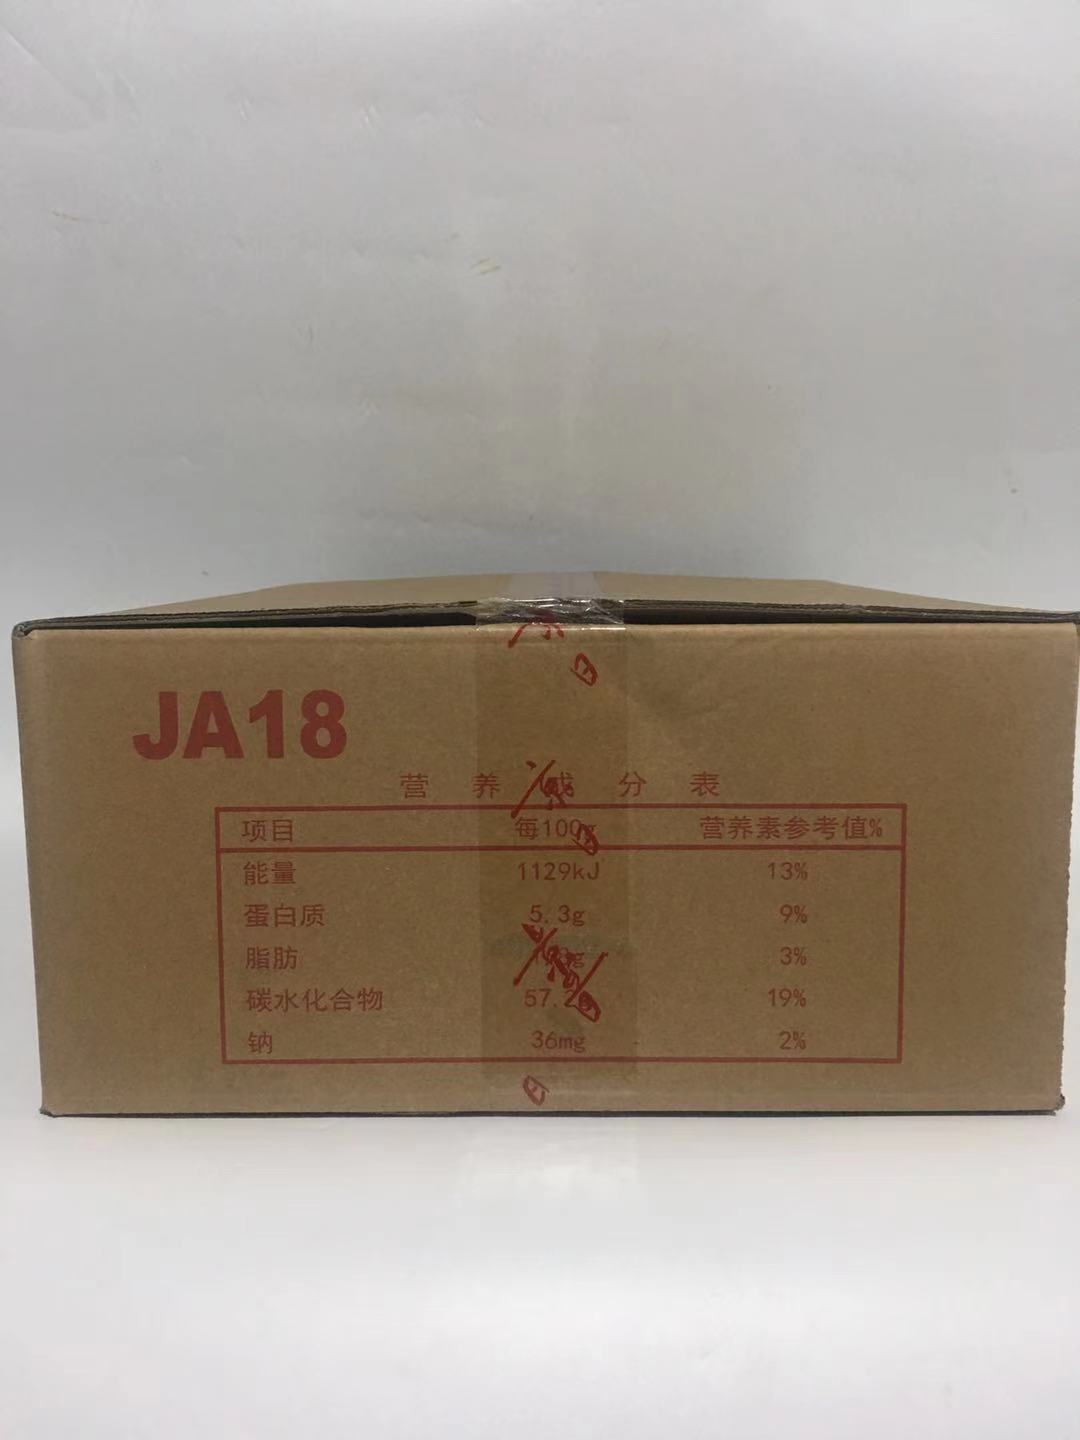 JA18
营养成分表
项目 每100g 营养素参考值%
能量 1129kJ 13%
蛋白质 5.3g 9%
脂肪 3%
碳水化合物 57.2g 19%
钠 36mg 2%